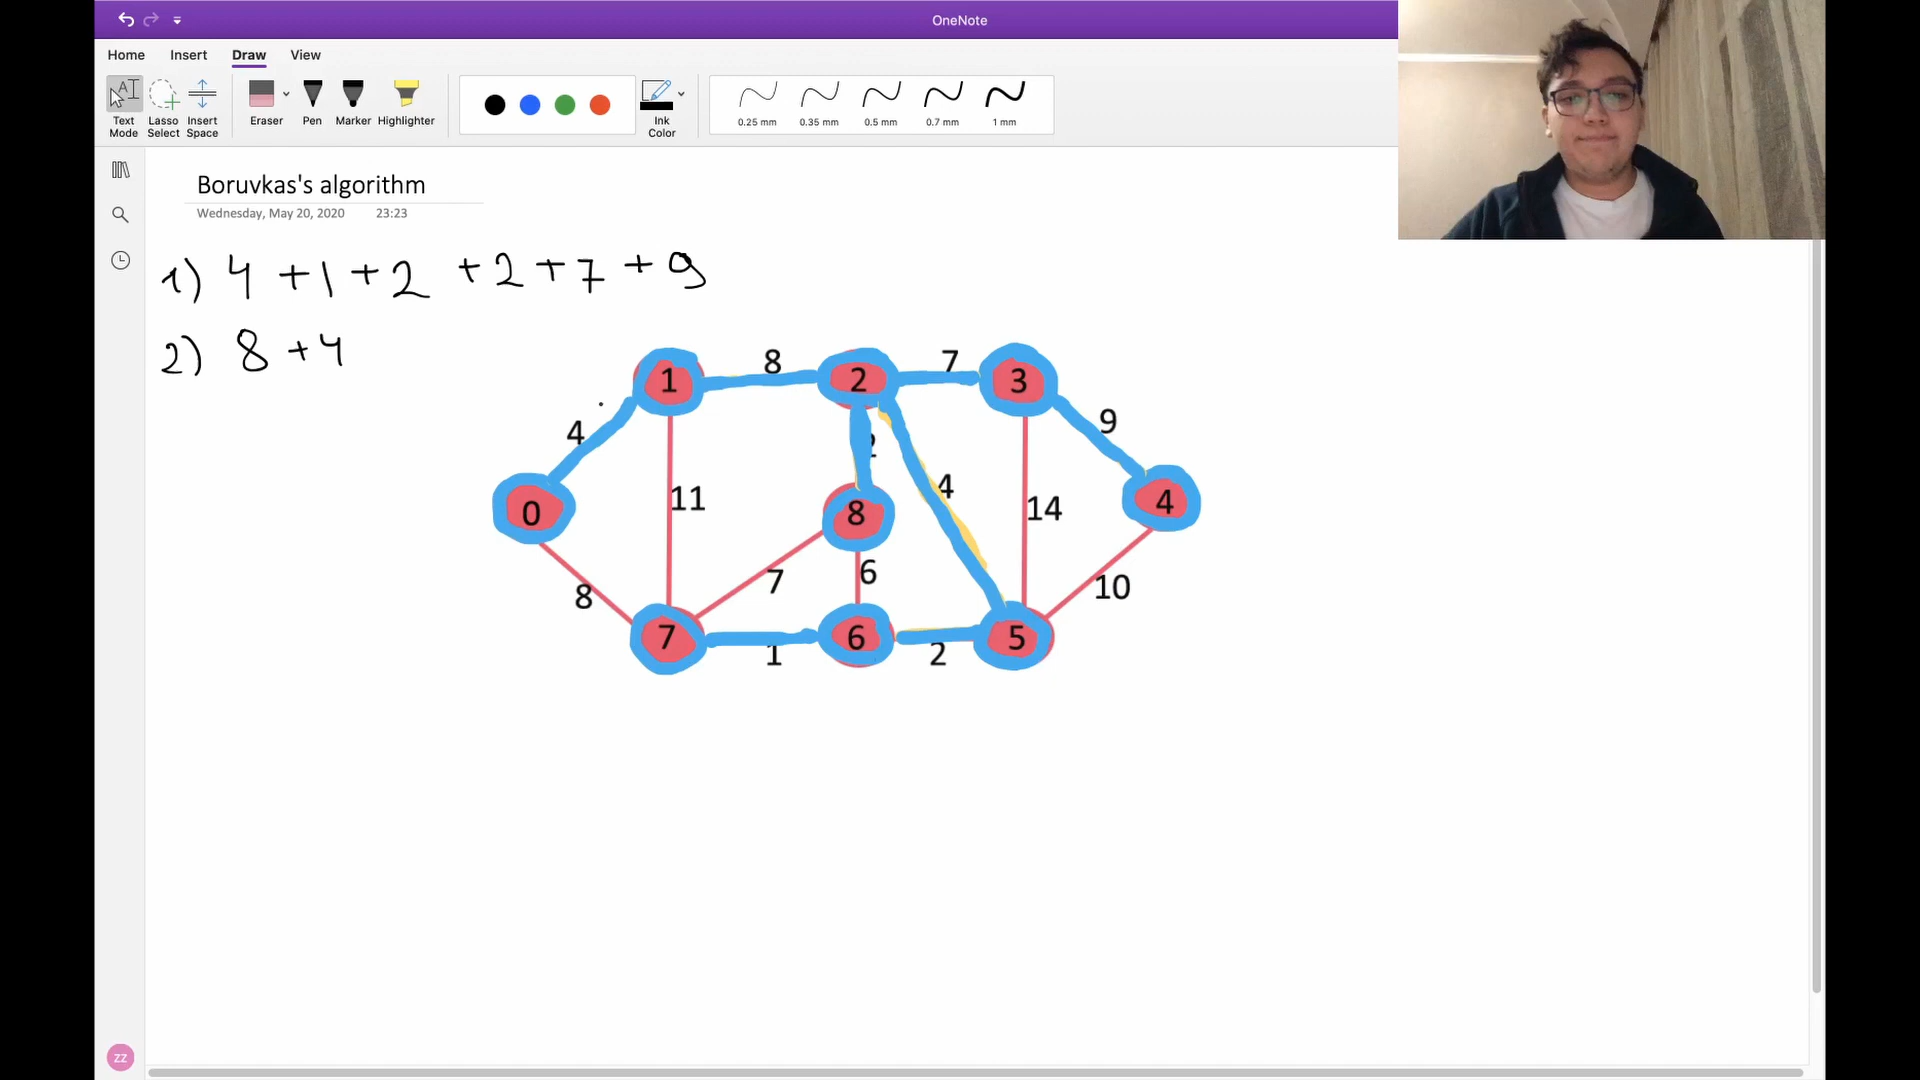 OneNote
Home Insert Draw View
Text Mode
Lasso Select
Insert Space
Eraser
Pen
Marker
Highlighter
Ink Color
0.25 mm
0.35 mm
0.5 mm
0.7 mm
1 mm
Boruvkas's algorithm
Wednesday, May 20, 2020 23:23
1) 4 + 1 + 2 + 2 + 7 + 9
2) 8 + 4
8 7
1 2 3
4 2 9
4
11 14
0 8 4
7 6 10
8
7 6 5
1 2
ZZ